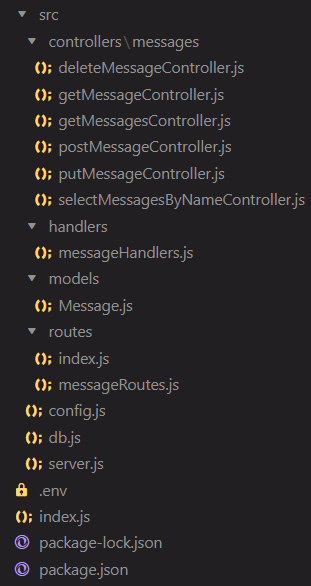 src
controllers\messages
deleteMessageController.js
getMessageController.js
getMessagesController.js
postMessageController.js
putMessageController.js
selectMessagesByNameController.js
handlers
messageHandlers.js
models
Message.js
routes
index.js
messageRoutes.js
config.js
db.js
server.js
.env
index.js
package-lock.json
package.json